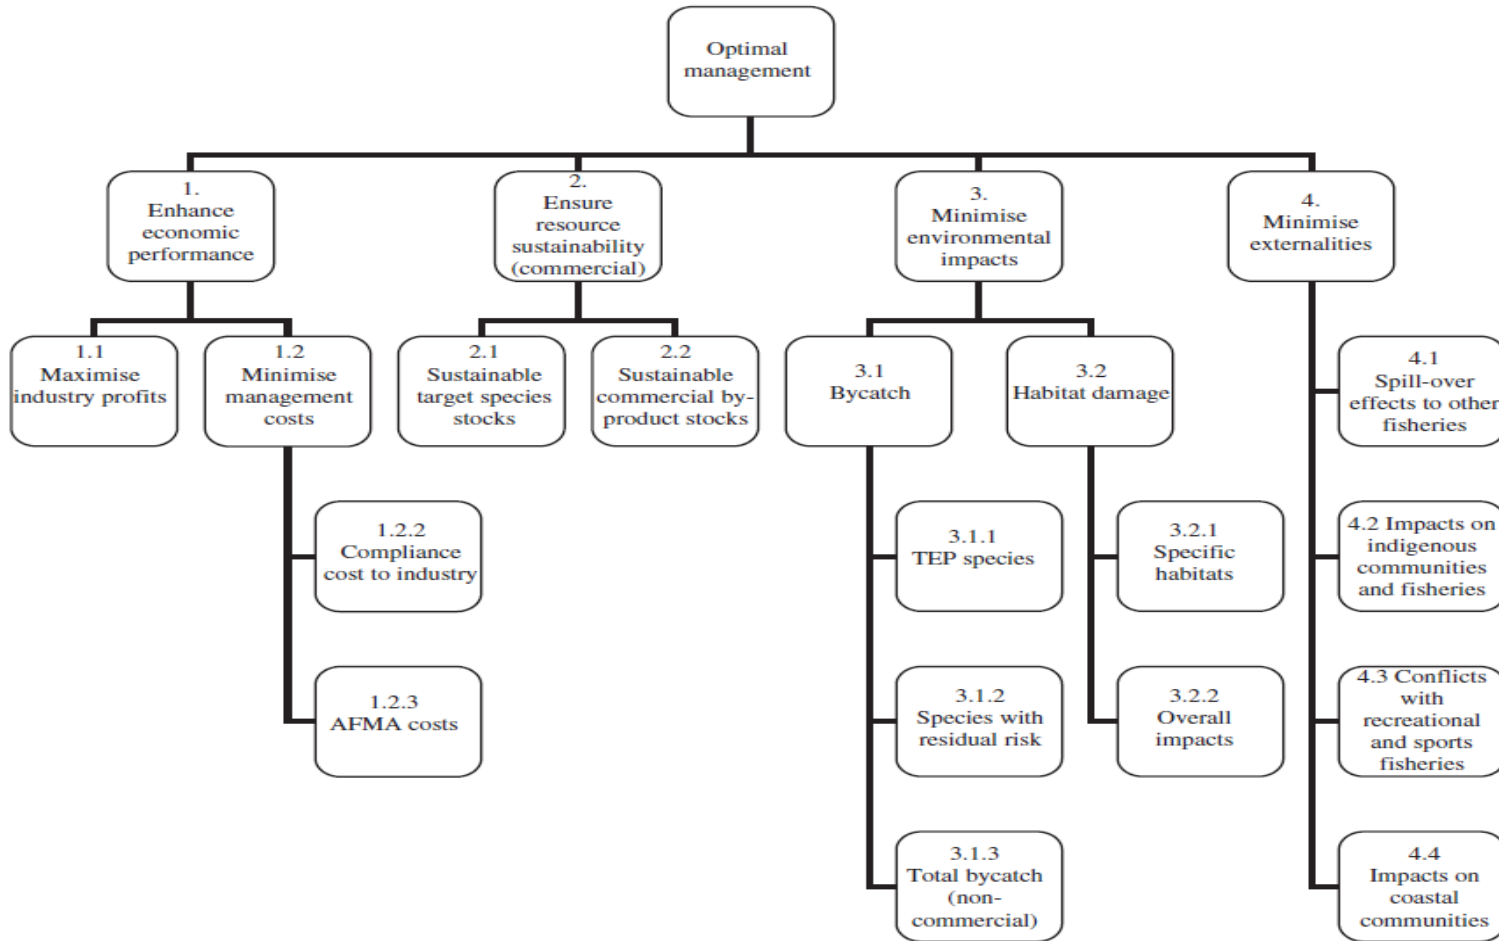 Optimal
management
1.
Enhance
economic
performance
2.
Ensure
resource
sustainability
(commercial)
3.
Minimise
environmental
impacts
4.
Minimise
externalities
1.1
Maximise
industry profits
1.2
Minimise
management
costs
2.1
Sustainable
target species
stocks
2.2
Sustainable
commercial by-
product stocks
3.1
Bycatch
3.2
Habitat damage
4.1
Spill-over
effects to other
fisheries
1.2.2
Compliance
cost to industry
3.1.1
TEP species
3.2.1
Specific
habitats
4.2 Impacts on
indigenous
communities
and fisheries
1.2.3
AFMA costs
3.1.2
Species with
residual risk
3.2.2
Overall
impacts
4.3 Conflicts
with
recreational
and sports
fisheries
3.1.3
Total bycatch
(non-
commercial)
4.4
Impacts on
coastal
communities